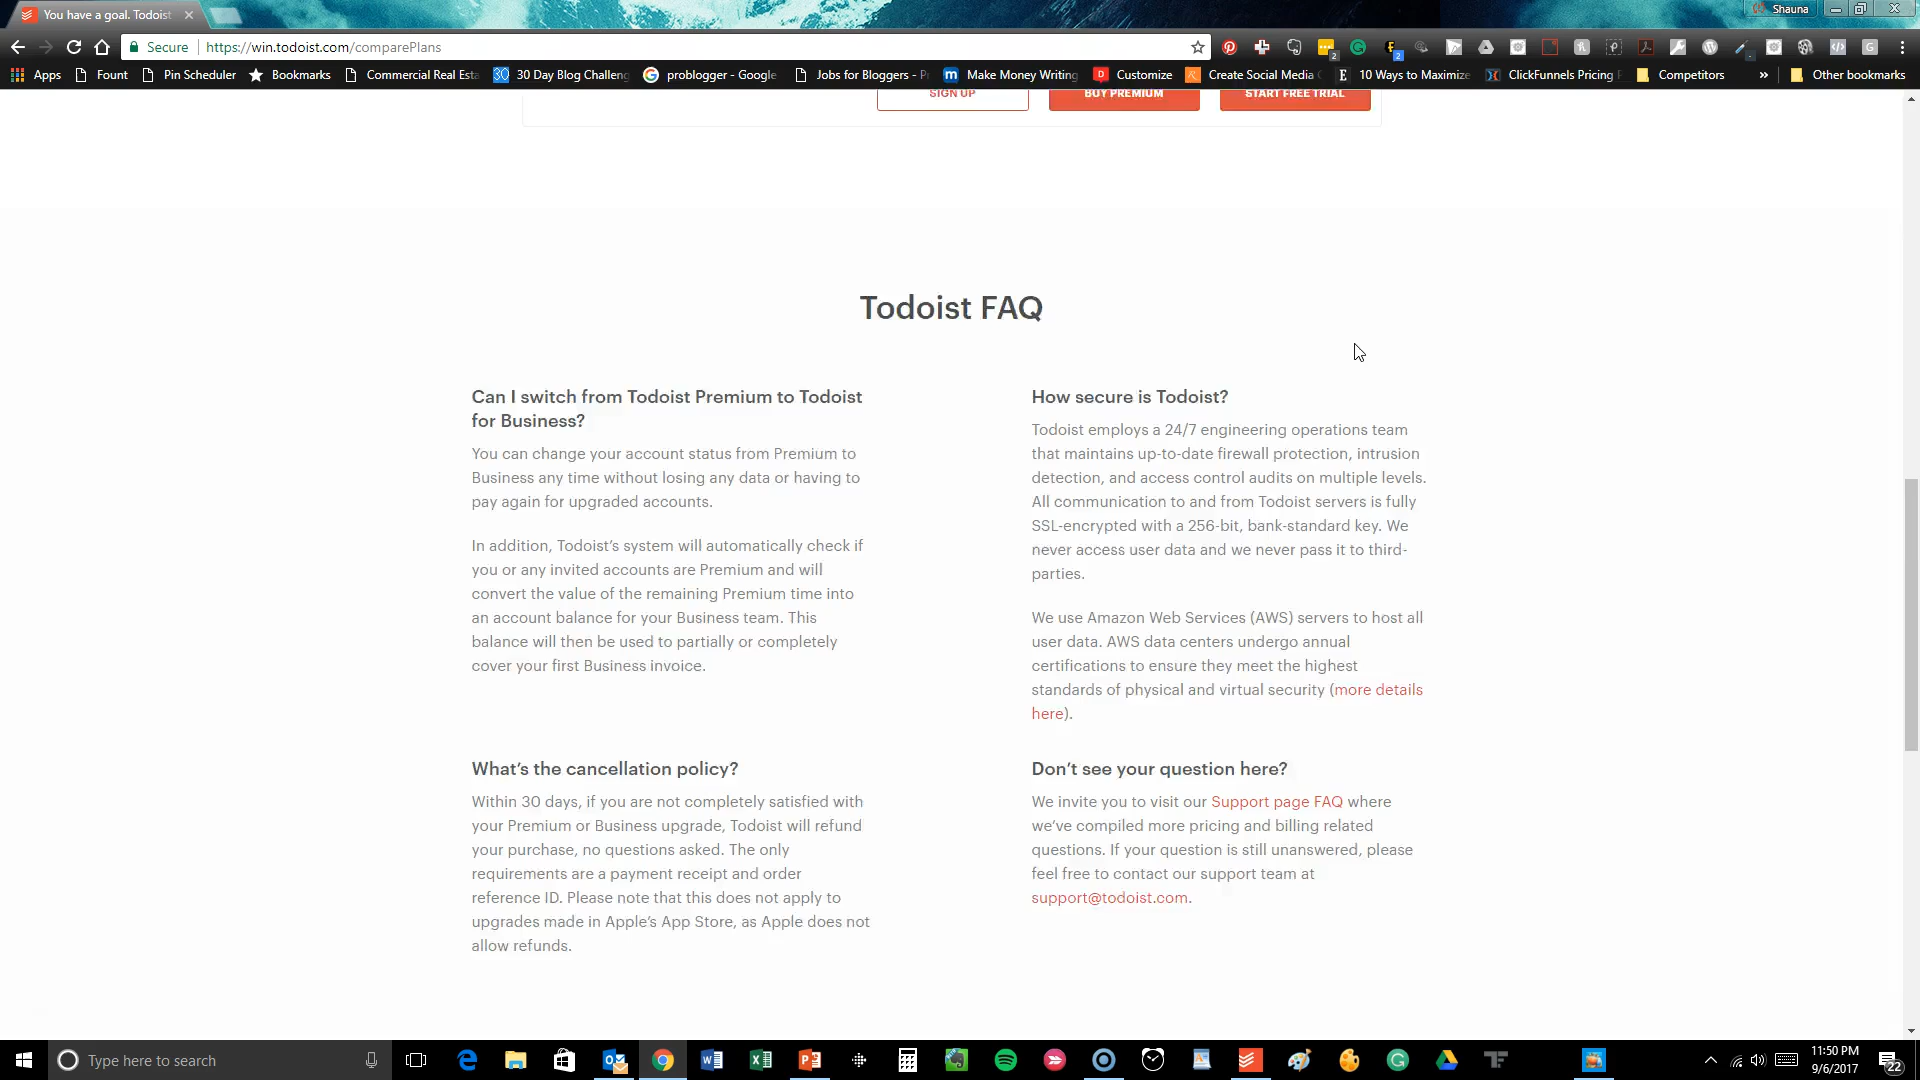 You have a goal. Todoist
Shauna
Secure
https://win.todoist.com/comparePlans
2
2
Apps
Fount
Pin Scheduler
Bookmarks
Commercial Real Esta
30 Day Blog Challeng
problogger - Google
Jobs for Bloggers - P
Make Money Writing
Customize
Create Social Media
10 Ways to Maximize
ClickFunnels Pricing
Competitors
»
Other bookmarks
SIGN UP
BUY PREMIUM
START FREE TRIAL
Todoist FAQ
Can I switch from Todoist Premium to Todoist
for Business?
You can change your account status from Premium to
Business any time without losing any data or having to
pay again for upgraded accounts.
In addition, Todoist's system will automatically check if
you or any invited accounts are Premium and will
convert the value of the remaining Premium time into
an account balance for your Business team. This
balance will then be used to partially or completely
cover your first Business invoice.
How secure is Todoist?
Todoist employs a 24/7 engineering operations team
that maintains up-to-date firewall protection, intrusion
detection, and access control audits on multiple levels.
All communication to and from Todoist servers is fully
SSL-encrypted with a 256-bit, bank-standard key. We
never access user data and we never pass it to third-
parties.
We use Amazon Web Services (AWS) servers to host all
user data. AWS data centers undergo annual
certifications to ensure they meet the highest
standards of physical and virtual security (more details
here).
What's the cancellation policy?
Within 30 days, if you are not completely satisfied with
your Premium or Business upgrade, Todoist will refund
your purchase, no questions asked. The only
requirements are a payment receipt and order
reference ID. Please note that this does not apply to
upgrades made in Apple's App Store, as Apple does not
allow refunds.
Don't see your question here?
We invite you to visit our Support page FAQ where
we've compiled more pricing and billing related
questions. If your question is still unanswered, please
feel free to contact our support team at
support@todoist.com.
Type here to search
11:50 PM
9/6/2017
22